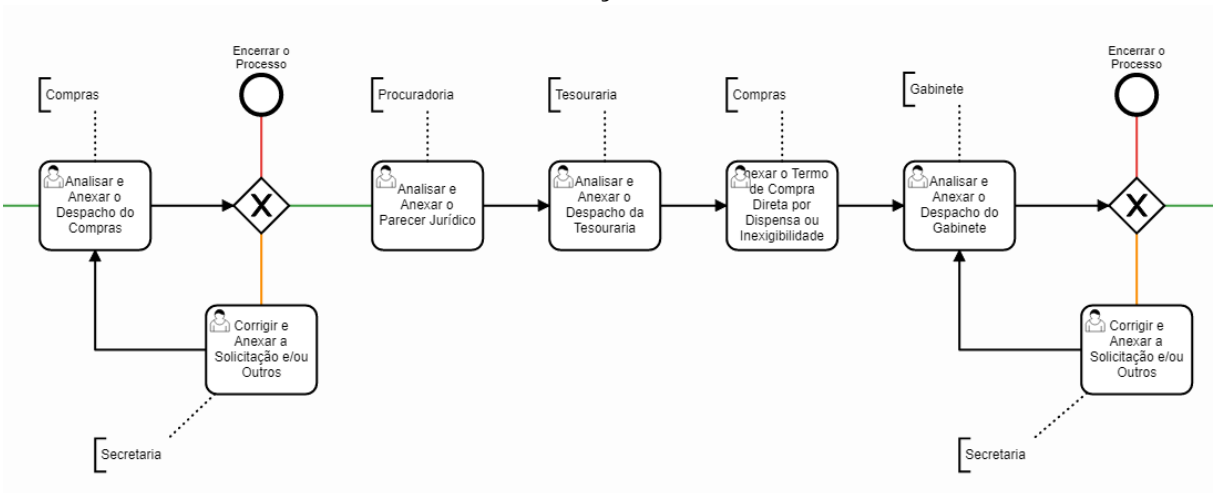 Encerrar o
Processo
Encerrar o
Processo
Compras
Procuradoria
Tesouraria
Compras
Gabinete
Analisar e
Anexar o
Despacho do
Compras
X
Analisar e
Anexar o
Parecer Jurídico
Analisar e
Anexar o
Despacho da
Tesouraria
nexar o Termo
de Compra
Direta por
Dispensa ou
Inexigibilidade
Analisar e
Anexar o
Despacho do
Gabinete
X
Corrigir e
Anexar a
Solicitação e/ou
Outros
Corrigir e
Anexar a
Solicitação e/ou
Outros
Secretaria
Secretaria